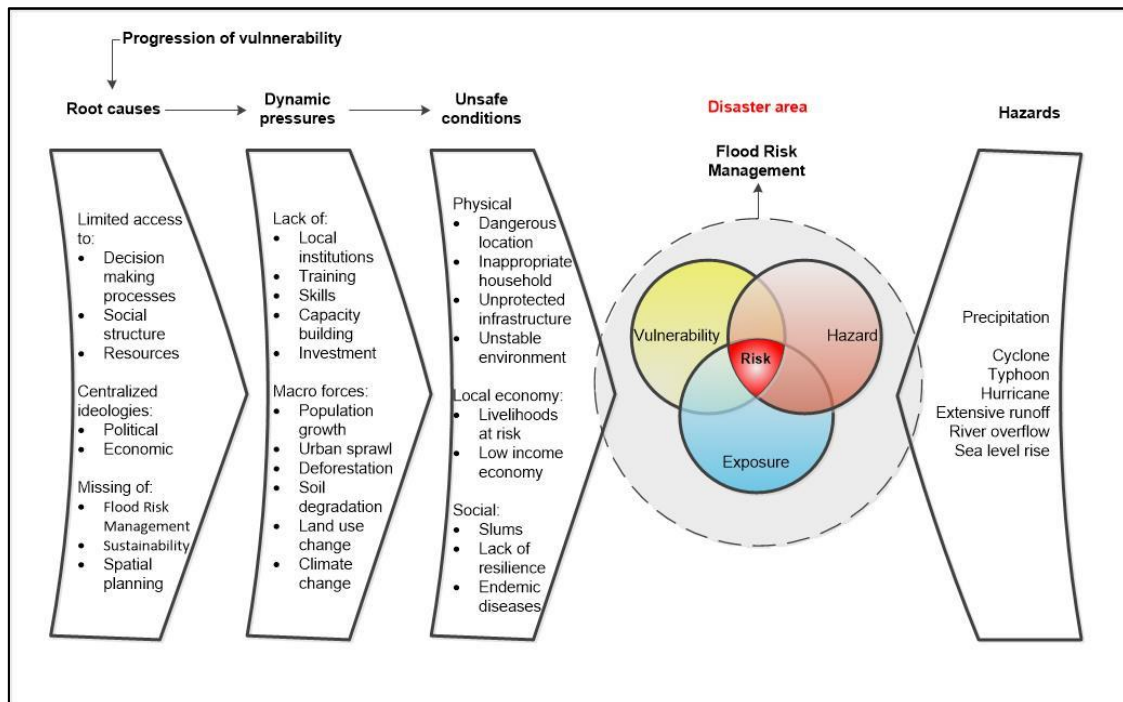 Progression of vulnnerability
Root causes
Dynamic
pressures
Unsafe
conditions
Disaster area
Flood Risk
Management
Hazards
Limited access
to:
• Decision
making
processes
• Social
structure
• Resources
Centralized
ideologies:
• Political
• Economic
Missing of:
• Flood Risk
Management
• Sustainability
• Spatial
planning
Lack of:
• Local
institutions
• Training
• Skills
• Capacity
building
• Investment
Macro forces:
• Population
growth
• Urban sprawl
• Deforestation
• Soil
degradation
• Land use
change
• Climate
change
Physical
• Dangerous
location
• Inappropriate
household
• Unprotected
infrastructure
• Unstable
environment
Local economy:
• Livelihoods
at risk
• Low income
economy
Social:
• Slums
• Lack of
resilience
• Endemic
diseases
Vulnerability
Hazard
Risk
Exposure
Precipitation
Cyclone
Typhoon
Hurricane
Extensive runoff
River overflow
Sea level rise